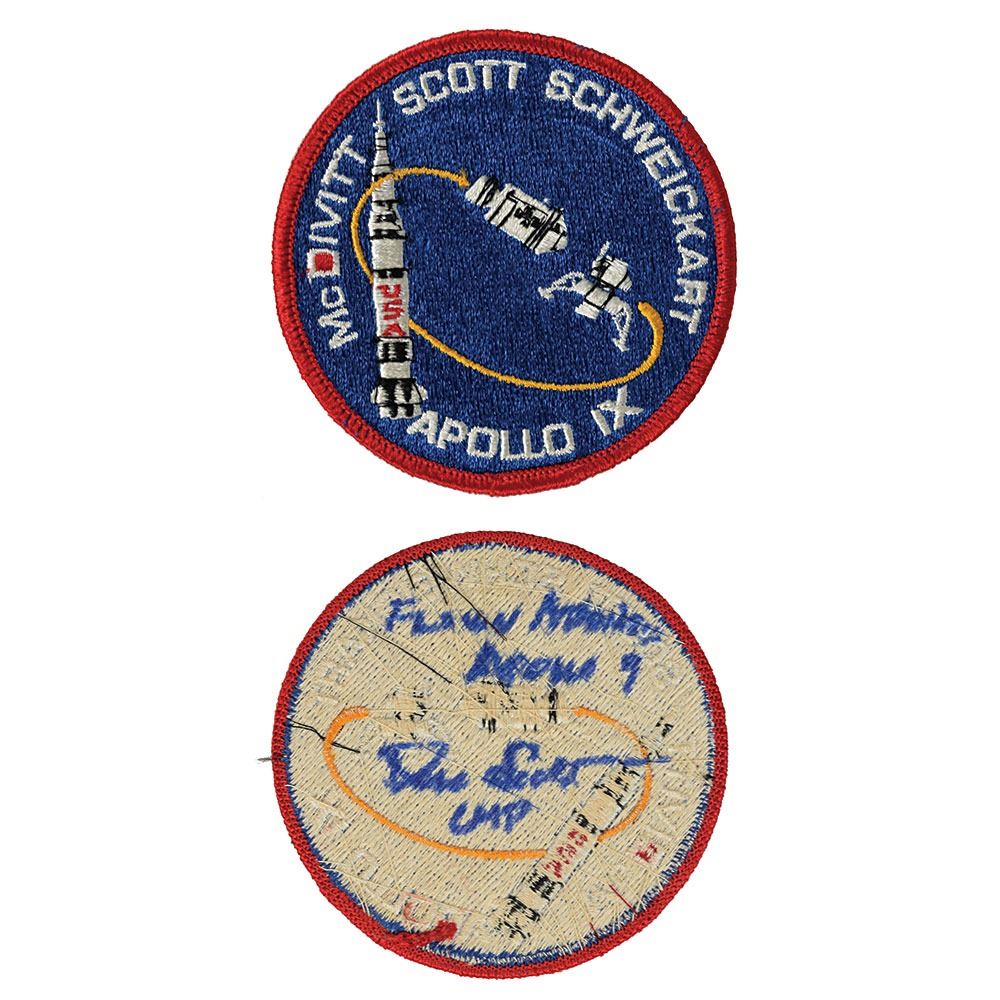 McDIVITT SCOTT SCHWEICKART
USA
APOLLO IX
FLOWN ABOARD
APOLLO 9
Dave Scott
CMP